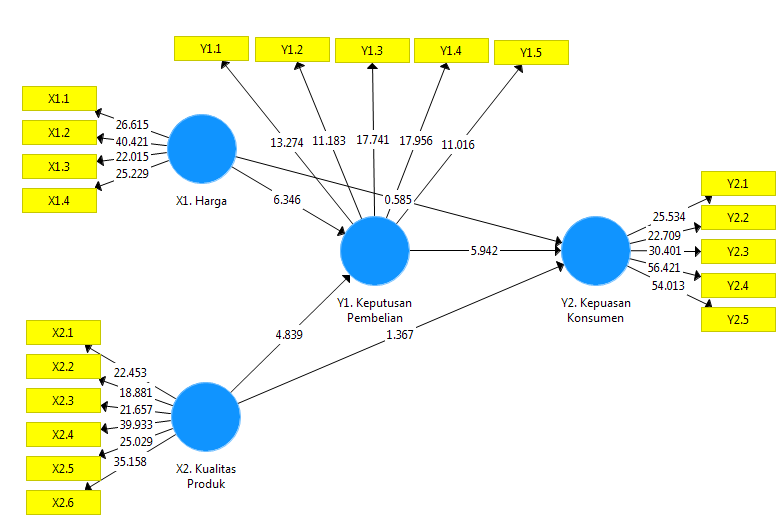 Y1.1
Y1.2
Y1.3
Y1.4
Y1.5
X1.1
X1.2
X1.3
X1.4
26.615
40.421
22.015
25.229
X1. Harga
13.274
11.183
17.741
17.956
11.016
6.346
0.585
Y1. Keputusan
Pembelian
5.942
4.839
1.367
Y2. Kepuasan
Konsumen
25.534
22.709
30.401
56.421
54.013
Y2.1
Y2.2
Y2.3
Y2.4
Y2.5
X2.1
X2.2
X2.3
X2.4
X2.5
X2.6
22.453
18.881
21.657
39.933
25.029
35.158
X2. Kualitas
Produk